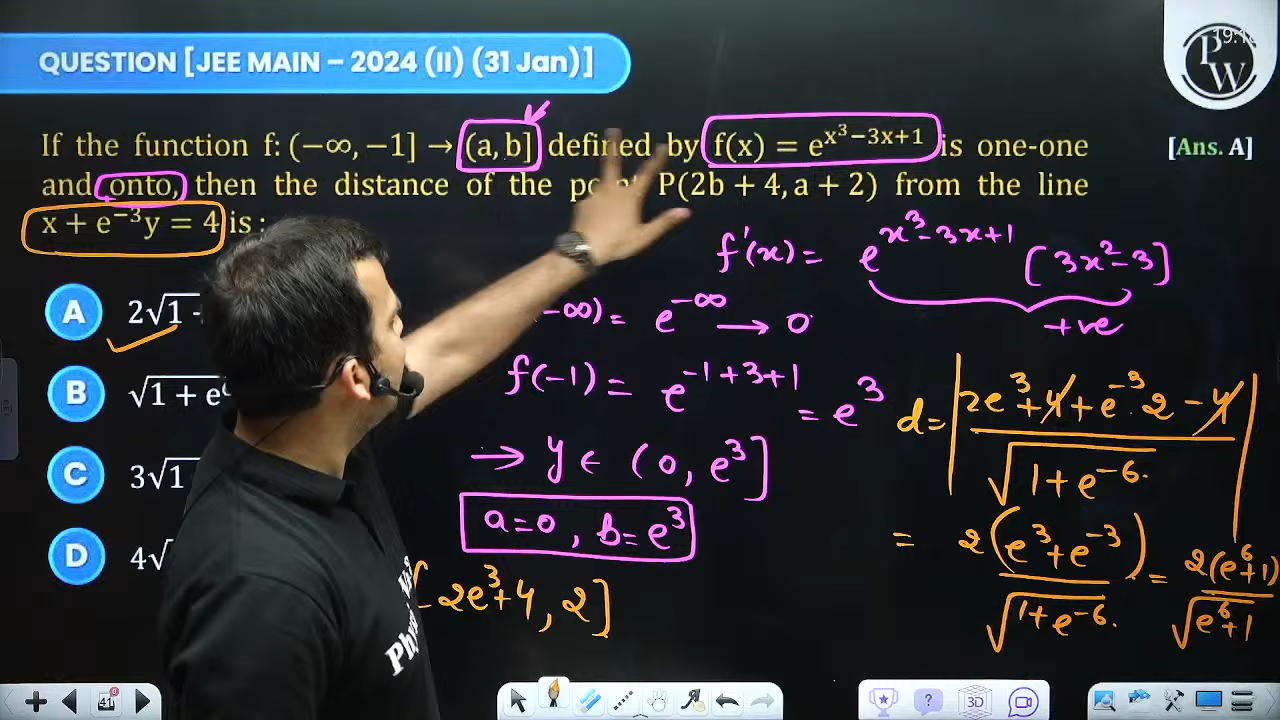 QUESTION [JEE MAIN – 2024 (II) (31 Jan)]
PW
If the function f: (−∞, −1] → (a, b] defined by f(x) = e^{x³−3x+1} is one-one
[Ans. A]
and onto, then the distance of the P(2b + 4, a + 2) from the line
x + e⁻³y = 4 is :
f'(x) = e^{x³-3x+1} [3x²-3]
+ve
-∞) = e^{-∞} → 0
A 2√1
f(-1) = e^{-1+3+1} = e³
B √1 + e
d = |2e³+4+e⁻³·2-4| / √1+e⁻⁶
→ y ∈ (0, e³]
C 3√1
a=0, b=e³
= 2(e³+e⁻³) / √1+e⁻⁶ = 2(e⁶+1) / √e⁶+1
D 4√
2e³+4, 2]
41
3D